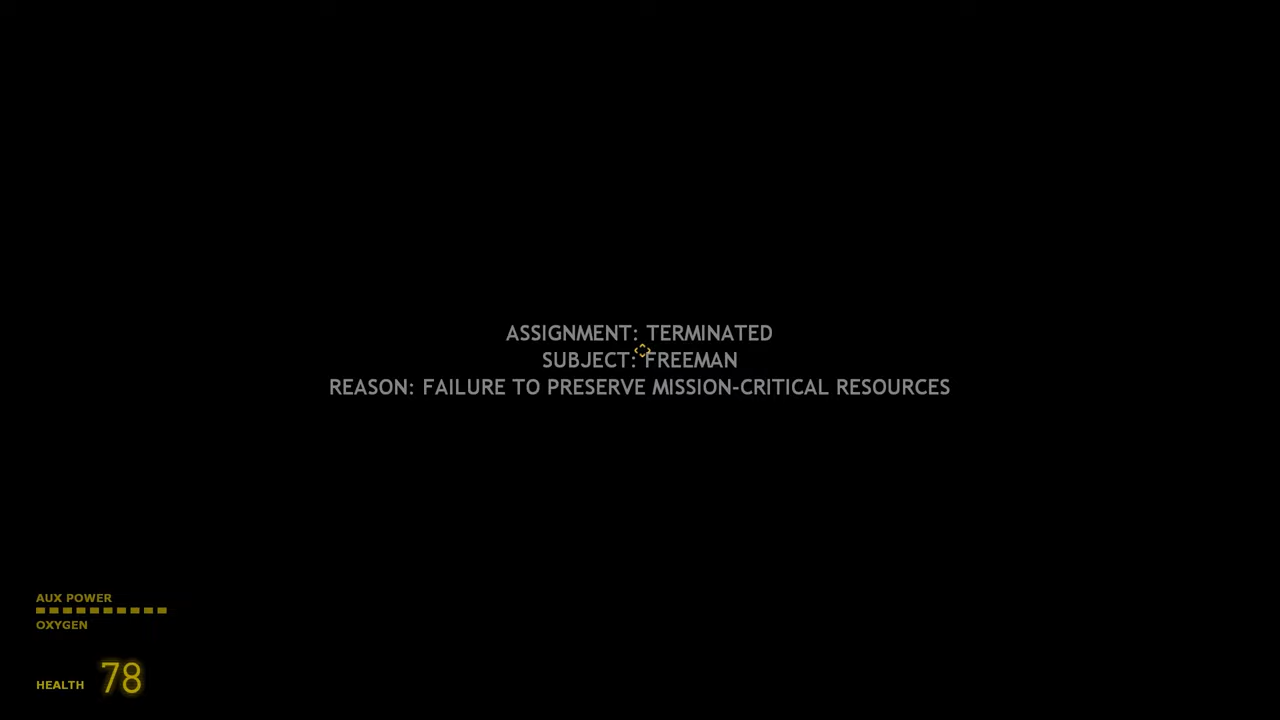 ASSIGNMENT: TERMINATED
SUBJECT: FREEMAN
REASON: FAILURE TO PRESERVE MISSION-CRITICAL RESOURCES
AUX POWER
OXYGEN
HEALTH 78